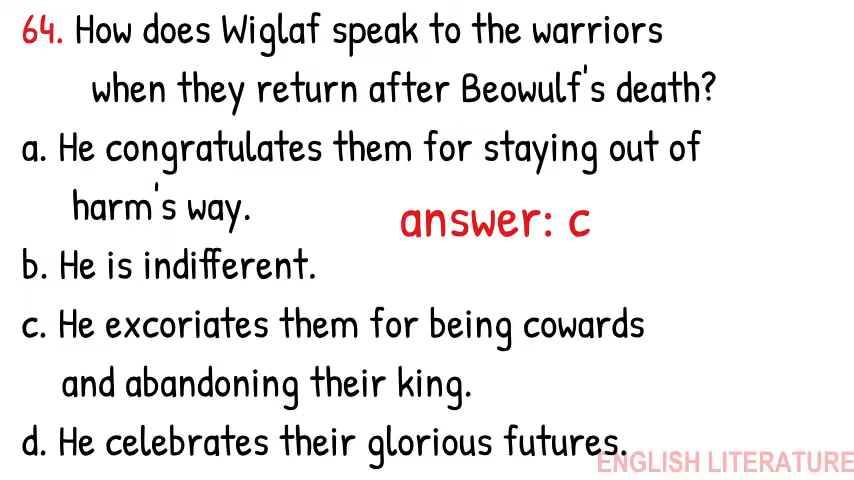 64. How does Wiglaf speak to the warriors
when they return after Beowulf's death?
a. He congratulates them for staying out of
harm's way.
answer: c
b. He is indifferent.
c. He excoriates them for being cowards
and abandoning their king.
d. He celebrates their glorious futures.
ENGLISH LITERATURE